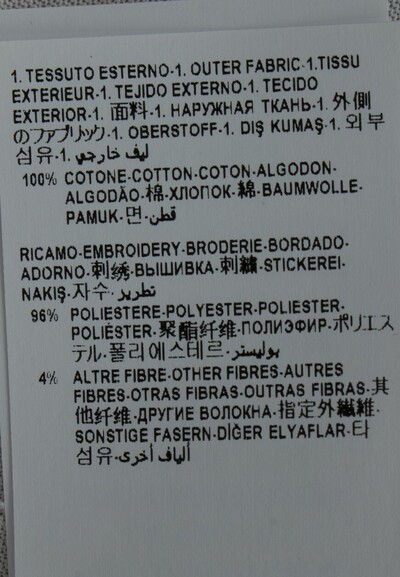 1. TESSUTO ESTERNO-1. OUTER FABRIC-1.TISSU
EXTERIEUR-1. TEJIDO EXTERNO-1. TECIDO
EXTERIOR-1. 面料-1. НАРУЖНАЯ ТКАНЬ-1. 外側
のファブリック-1. OBERSTOFF-1. DIŞ KUMAŞ-1. 외부
섬유-1. ليف خارجي
100% COTONE-COTTON-COTON-ALGODON-
ALGODÃO-棉-ХЛОПОК-綿-BAUMWOLLE-
PAMUK-면-قطن
RICAMO-EMBROIDERY-BRODERIE-BORDADO-
ADORNO-刺绣-ВЫШИВКА-刺繍-STICKEREI-
NAKIŞ-자수-تطريز
96% POLIESTERE-POLYESTER-POLIESTER-
POLIÉSTER-聚酯纤维-ПОЛИЭФИР-ポリエス
テル-폴리에스테르-بوليستر
4% ALTRE FIBRE-OTHER FIBRES-AUTRES
FIBRES-OTRAS FIBRAS-OUTRAS FIBRAS-其
他纤维-ДРУГИЕ ВОЛОКНА-指定外繊維-
SONSTIGE FASERN-DİĞER ELYAFLAR-타
섬유-ألياف أخرى